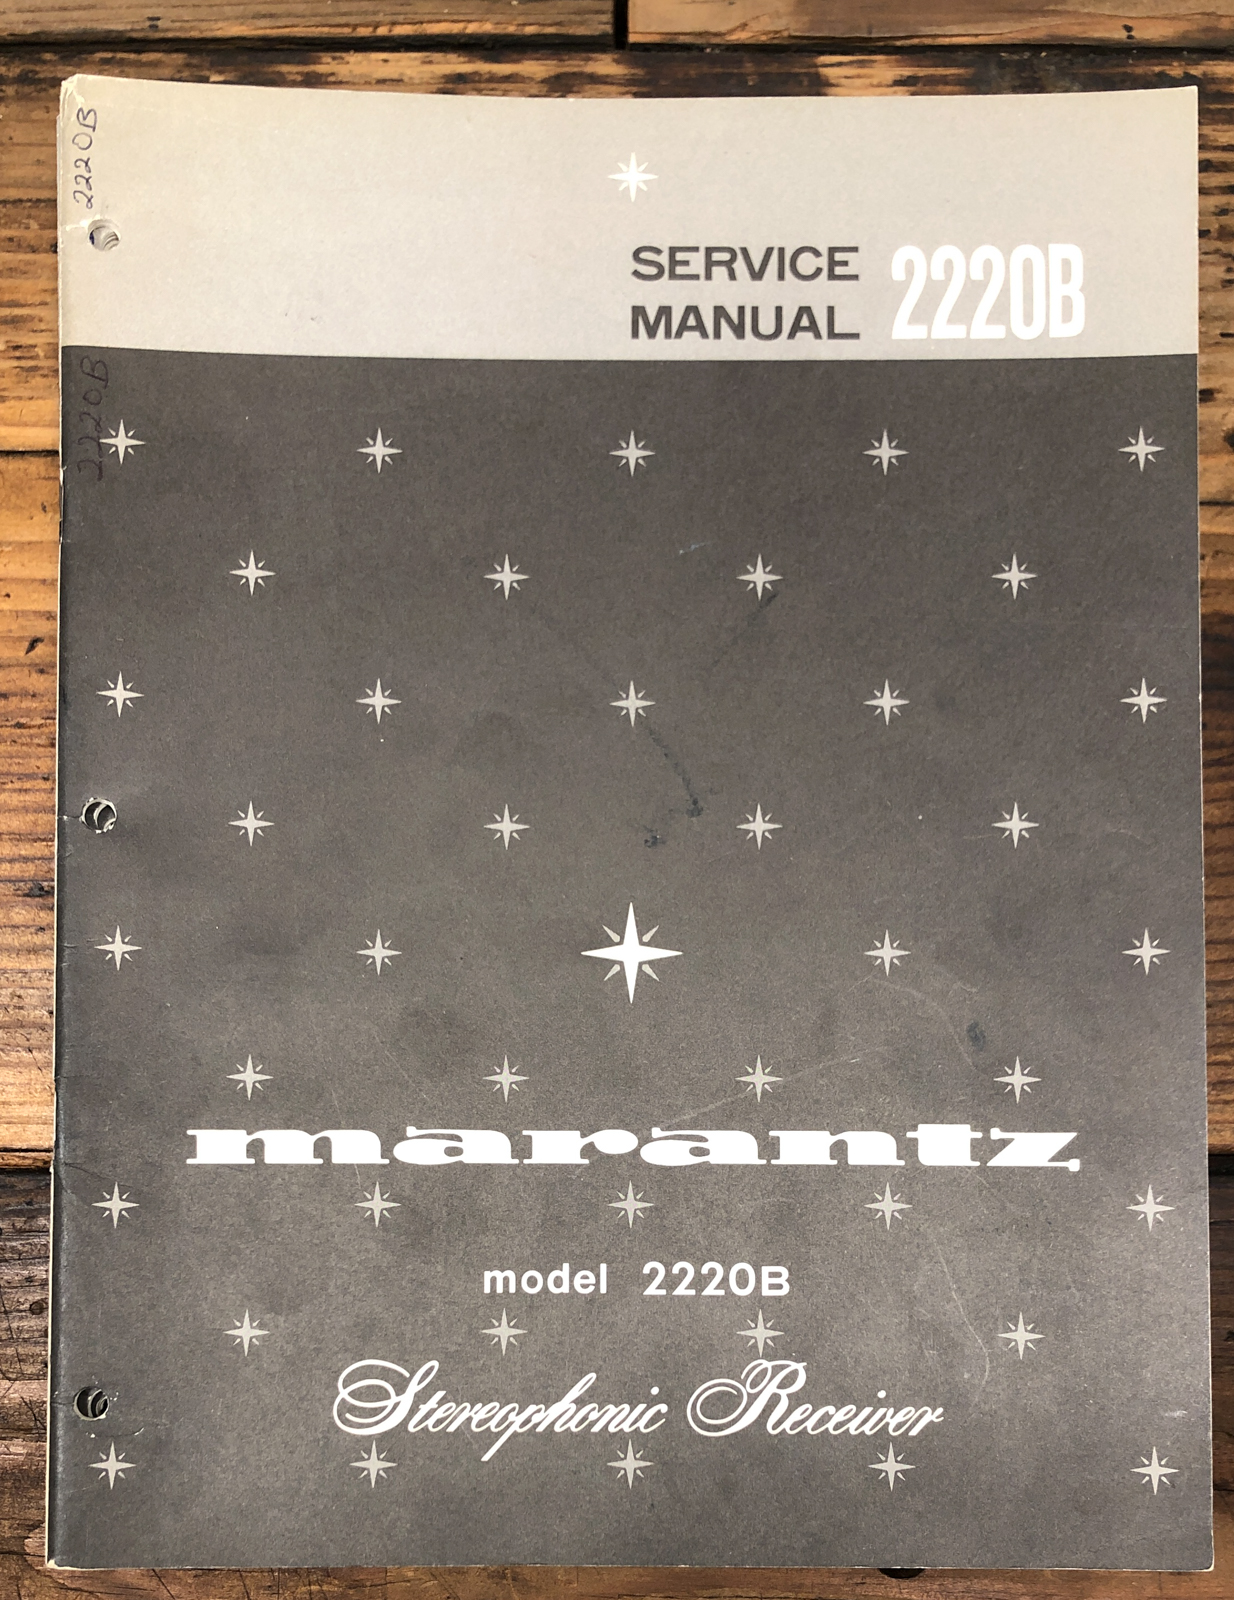 2220B
SERVICE
MANUAL 2220B
2220B
marantz
model 2220B
Stereophonic Receiver